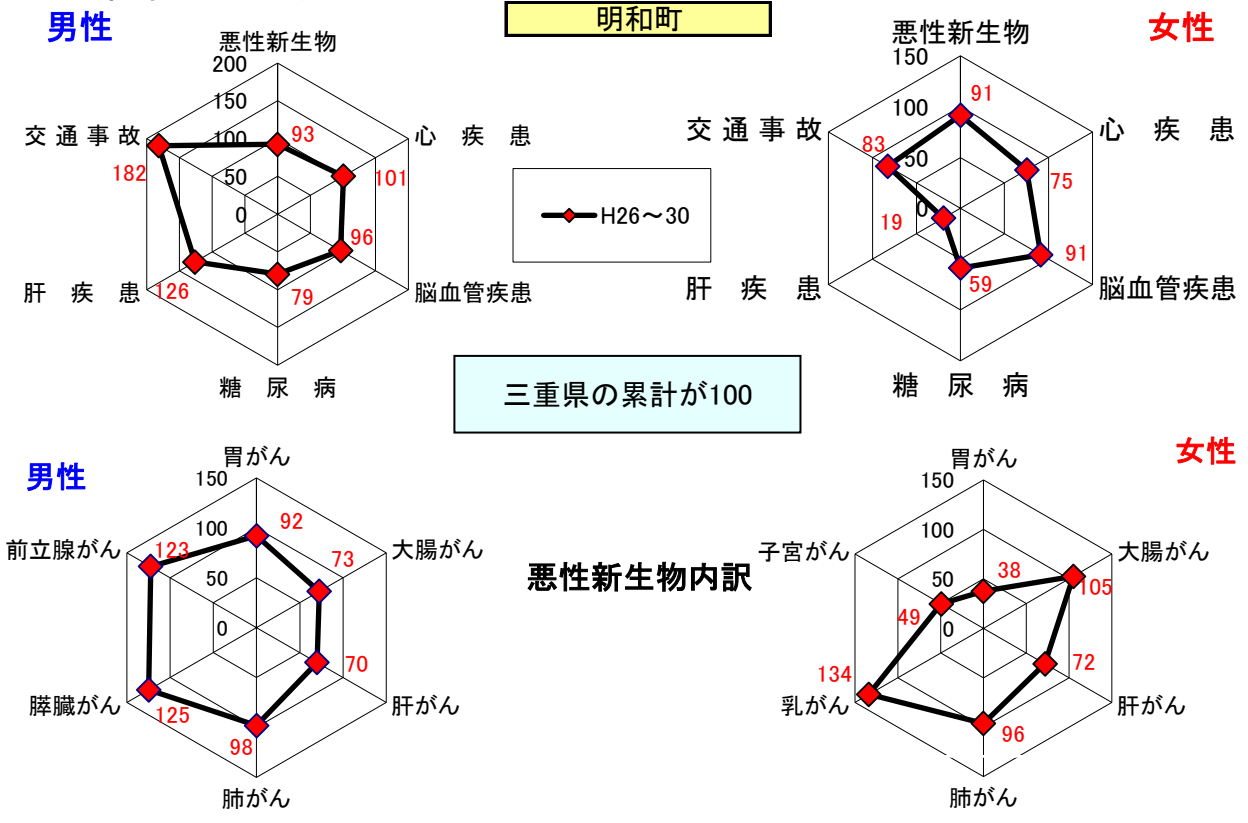 明和町
男性
悪性新生物
200
150
100
50
0
心 疾 患
脳血管疾患
糖 尿 病
肝 疾 患
交 通 事 故
93
101
96
79
126
182
H26～30
女性
悪性新生物
150
100
50
0
心 疾 患
脳血管疾患
糖 尿 病
肝 疾 患
交 通 事 故
91
75
91
59
19
83
三重県の累計が100
悪性新生物内訳
男性
胃がん
150
100
50
0
大腸がん
肝がん
肺がん
膵臓がん
前立腺がん
92
73
70
98
125
123
女性
胃がん
150
100
50
0
大腸がん
肝がん
肺がん
乳がん
子宮がん
38
105
72
96
134
49